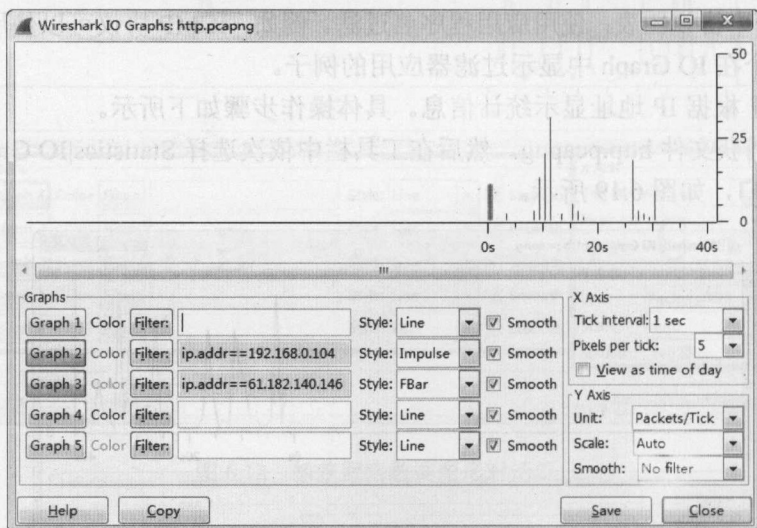 Wireshark IO Graphs: http.pcapng
50
25
0
0s 20s 40s
Graphs
Graph 1 Color Filter: Style: Line Smooth
Graph 2 Color Filter: ip.addr==192.168.0.104 Style: Impulse Smooth
Graph 3 Color Filter: ip.addr==61.182.140.146 Style: FBar Smooth
Graph 4 Color Filter: Style: Line Smooth
Graph 5 Color Filter: Style: Line Smooth
X Axis
Tick interval: 1 sec
Pixels per tick: 5
View as time of day
Y Axis
Unit: Packets/Tick
Scale: Auto
Smooth: No filter
Help Copy Save Close